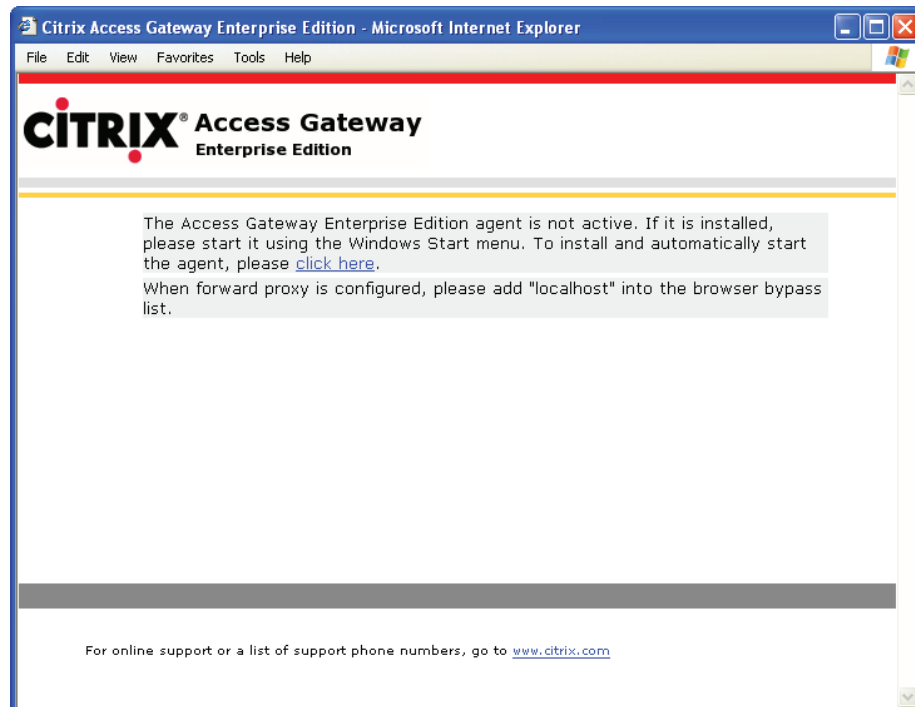 Citrix Access Gateway Enterprise Edition - Microsoft Internet Explorer
File Edit View Favorites Tools Help
CITRIX® Access Gateway
Enterprise Edition
The Access Gateway Enterprise Edition agent is not active. If it is installed,
please start it using the Windows Start menu. To install and automatically start
the agent, please click here.
When forward proxy is configured, please add "localhost" into the browser bypass
list.
For online support or a list of support phone numbers, go to www.citrix.com